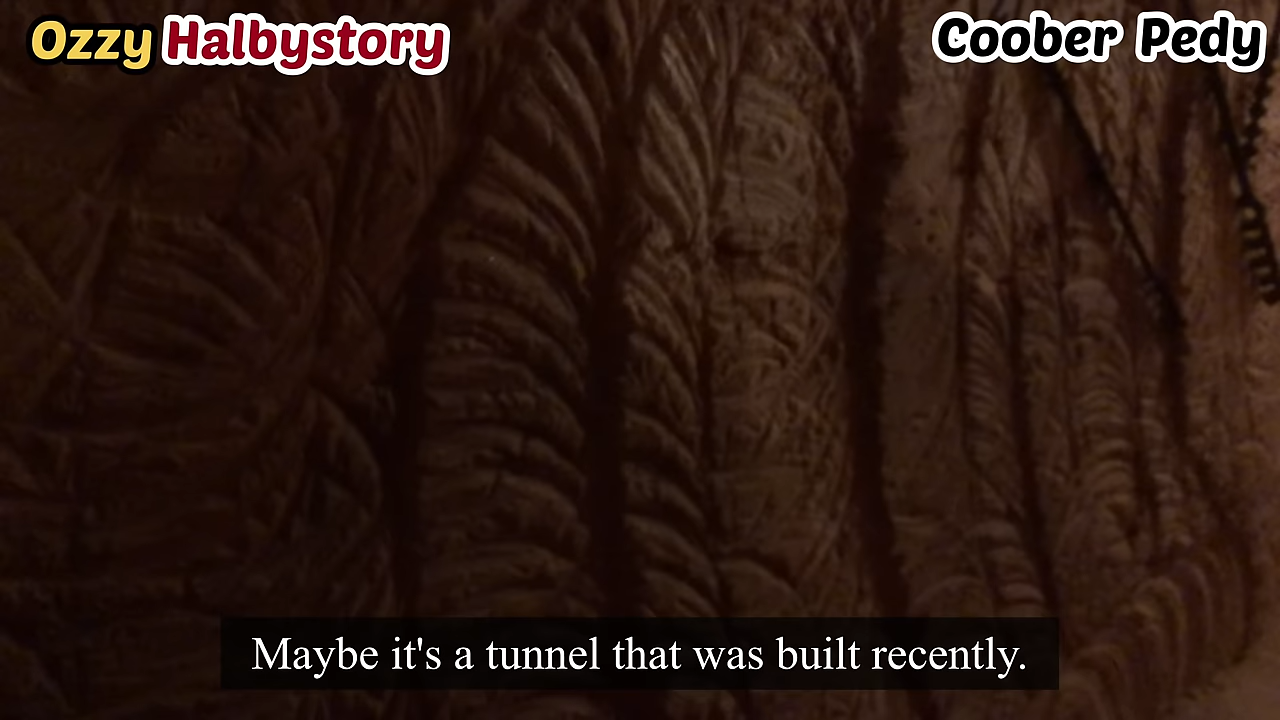 Ozzy Halbystory
Coober Pedy
Maybe it's a tunnel that was built recently.